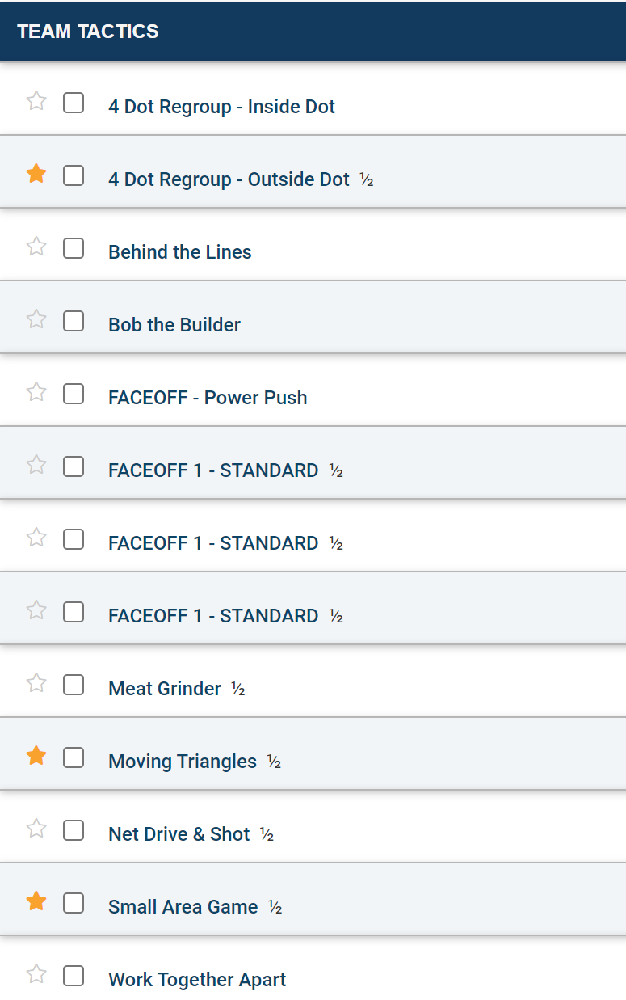 TEAM TACTICS
4 Dot Regroup - Inside Dot
4 Dot Regroup - Outside Dot ½
Behind the Lines
Bob the Builder
FACEOFF - Power Push
FACEOFF 1 - STANDARD ½
FACEOFF 1 - STANDARD ½
FACEOFF 1 - STANDARD ½
Meat Grinder ½
Moving Triangles ½
Net Drive & Shot ½
Small Area Game ½
Work Together Apart